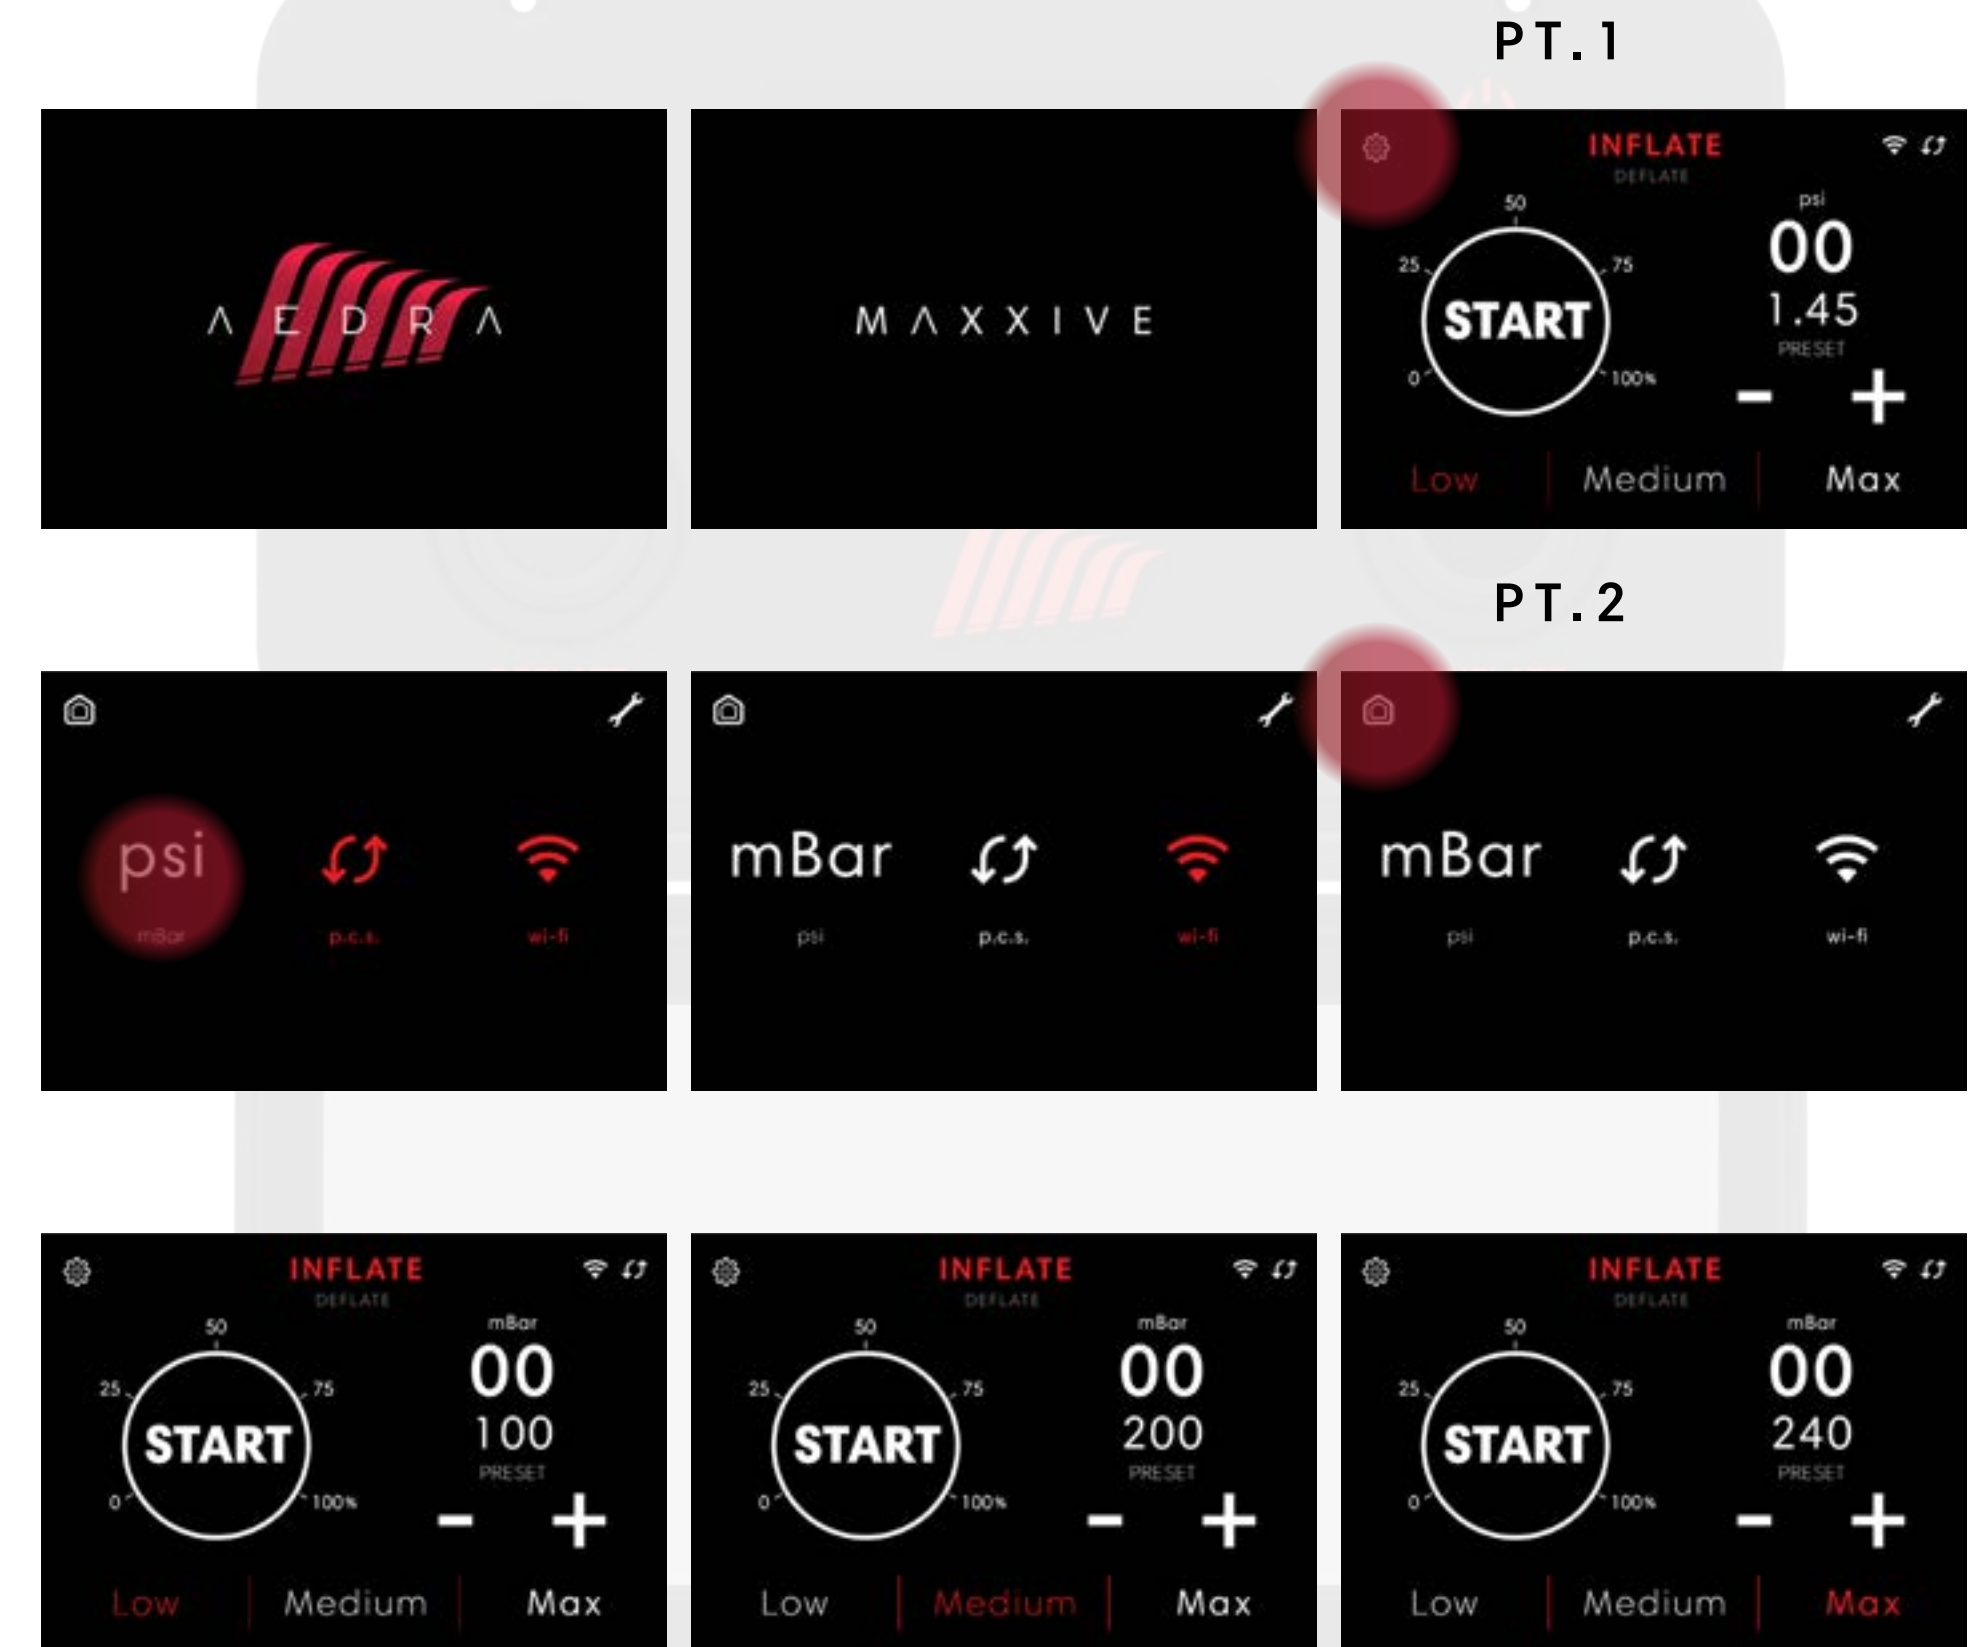 PT.1
AEDRA
MAXXIVE
INFLATE
DEFLATE
50
psi
00
25
75
START
1.45
PRESET
0
100%
- +
Low Medium Max
PT.2
psi
mBar
p.c.s.
wi-fi
mBar
psi
p.c.s.
wi-fi
mBar
psi
p.c.s.
wi-fi
INFLATE
DEFLATE
50
mBar
00
25
75
START
100
PRESET
0
100%
- +
Low Medium Max
INFLATE
DEFLATE
50
mBar
00
25
75
START
200
PRESET
0
100%
- +
Low Medium Max
INFLATE
DEFLATE
50
mBar
00
25
75
START
240
PRESET
0
100%
- +
Low Medium Max